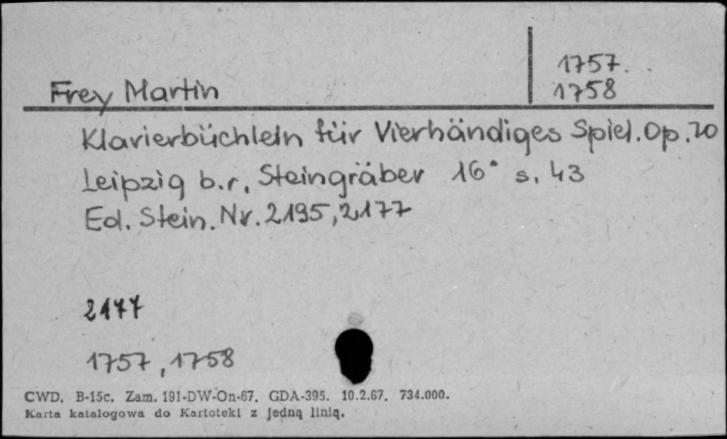 1757.
Frey Martin 1758
Klavierbüchlein für Vierhändiges Spiel. Op. 20
Leipzig b.r, Steingräber 16° s. 43
Ed. Stein. Nr. 2195, 2177
2177
1757, 1758
CWD. B-15c. Zam. 191-DW-On-67. GDA-395. 10.2.67. 734.000.
Karta katalogowa do Kartoteki z jedną linią.